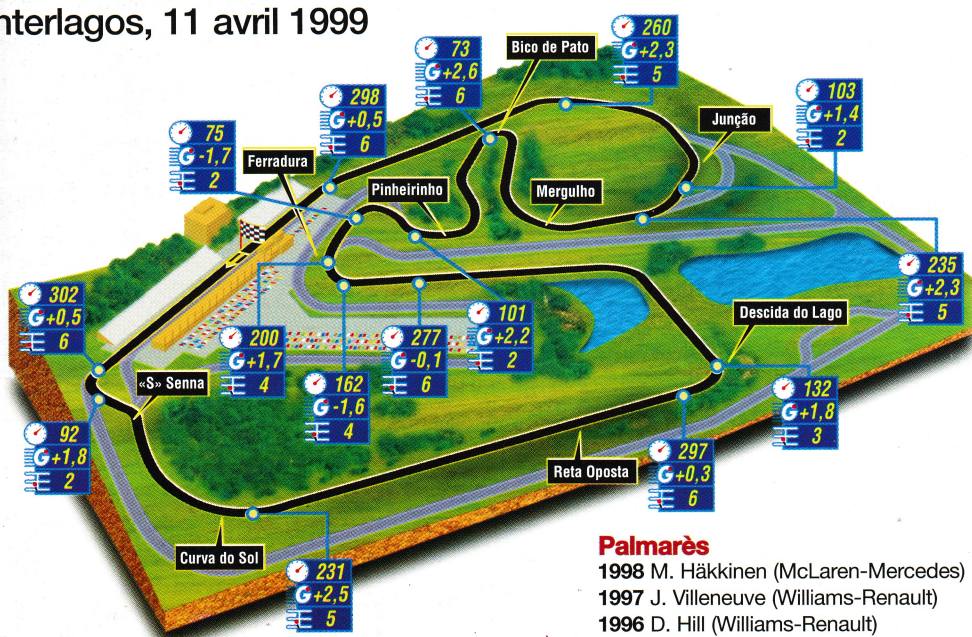 nterlagos, 11 avril 1999
260
G +2,3
5
73
G +2,6
6
Bico de Pato
298
G +0,5
6
103
G +1,4
2
Junção
75
G -1,7
2
Ferradura
Pinheirinho
Mergulho
235
G +2,3
5
302
G +0,5
6
200
G +1,7
4
277
G -0,1
6
101
G +2,2
2
Descida do Lago
«S» Senna
162
G -1,6
4
132
G +1,8
3
92
G +1,8
2
297
G +0,3
6
Reta Oposta
Curva do Sol
231
G +2,5
5
Palmarès
1998 M. Häkkinen (McLaren-Mercedes)
1997 J. Villeneuve (Williams-Renault)
1996 D. Hill (Williams-Renault)